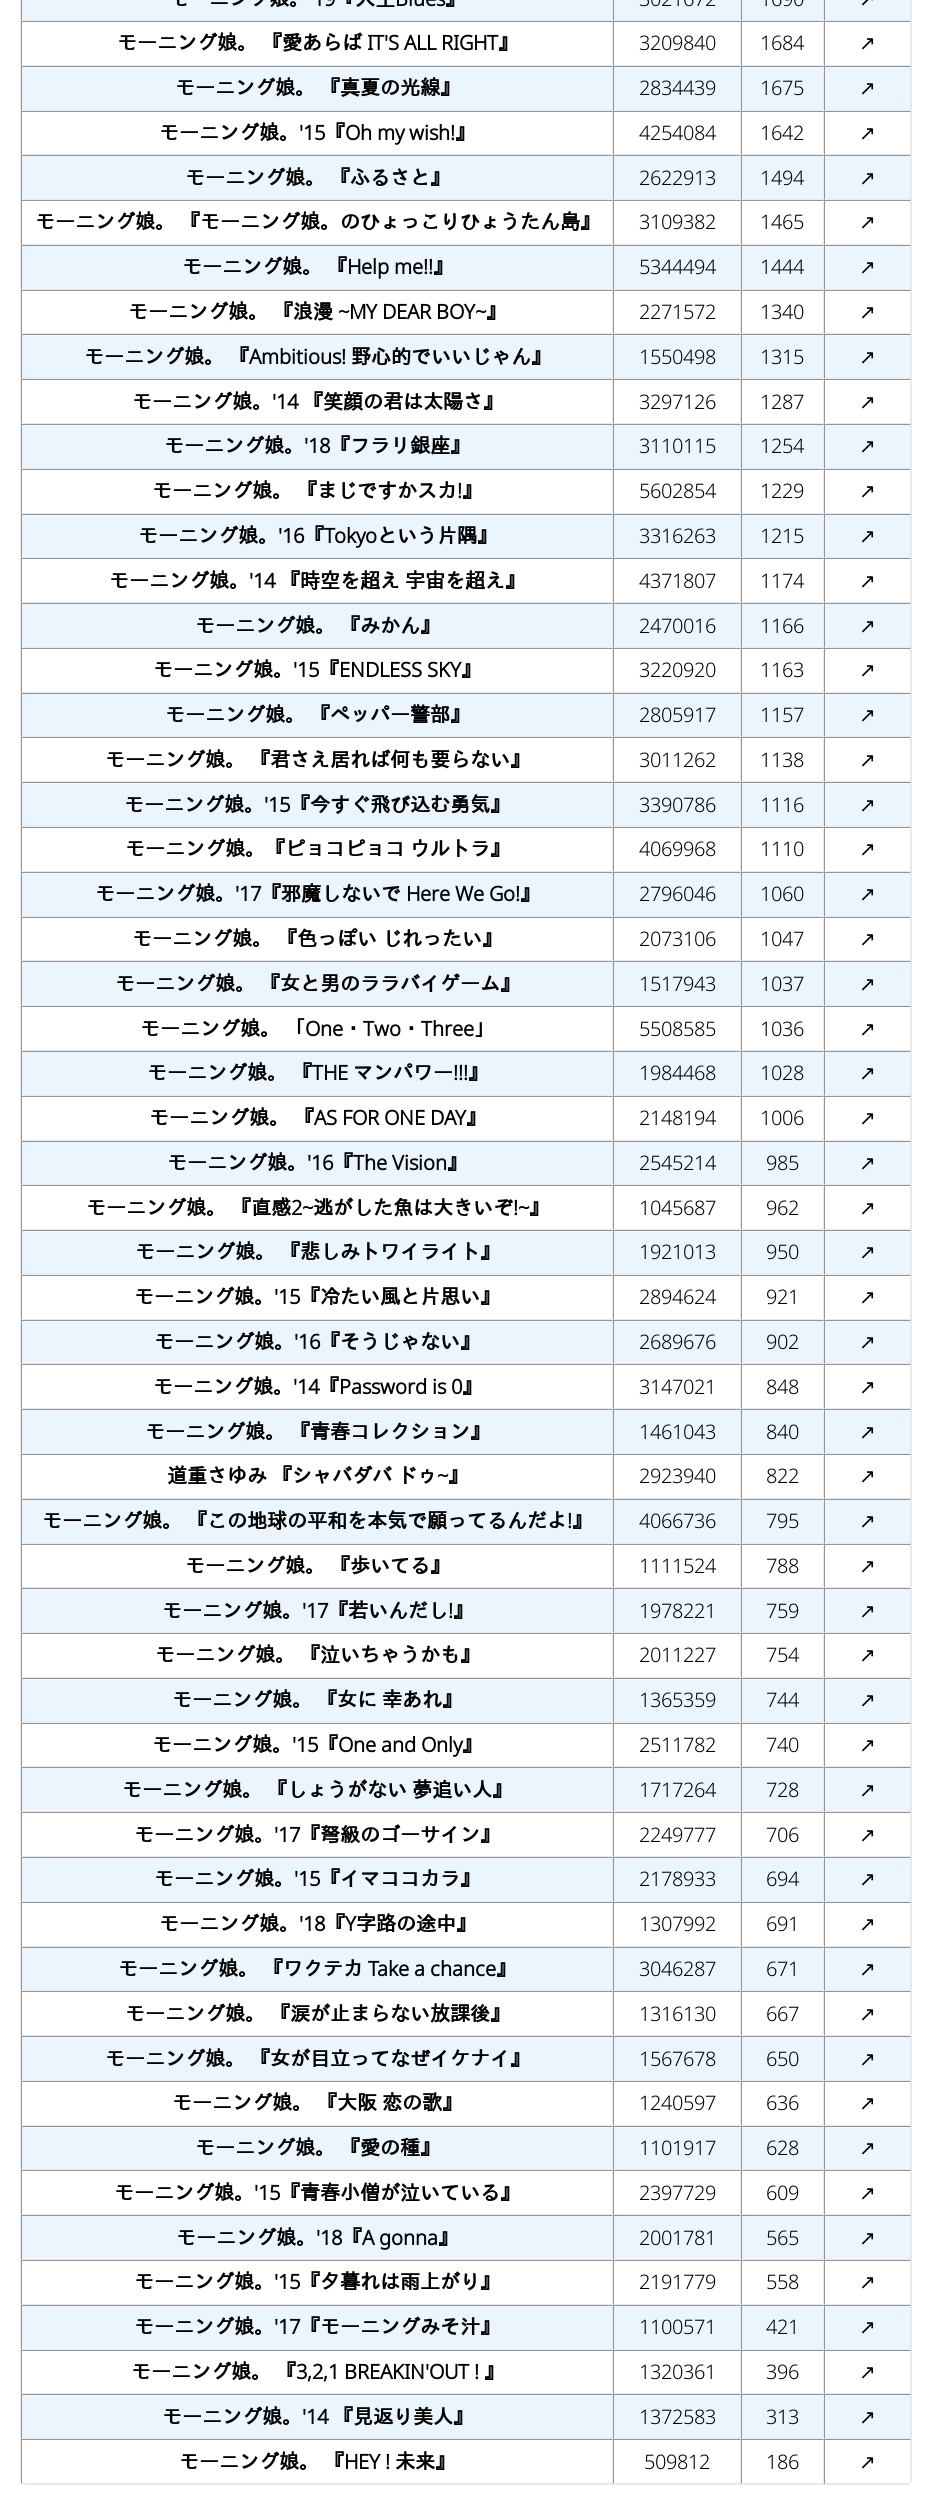 モーニング娘。 『愛あらば IT'S ALL RIGHT』 3209840 1684 ↗
モーニング娘。 『真夏の光線』 2834439 1675 ↗
モーニング娘。'15『Oh my wish!』 4254084 1642 ↗
モーニング娘。 『ふるさと』 2622913 1494 ↗
モーニング娘。 『モーニング娘。のひょっこりひょうたん島』 3109382 1465 ↗
モーニング娘。 『Help me!!』 5344494 1444 ↗
モーニング娘。 『浪漫 ~MY DEAR BOY~』 2271572 1340 ↗
モーニング娘。 『Ambitious! 野心的でいいじゃん』 1550498 1315 ↗
モーニング娘。'14 『笑顔の君は太陽さ』 3297126 1287 ↗
モーニング娘。'18『フラリ銀座』 3110115 1254 ↗
モーニング娘。 『まじですかスカ!』 5602854 1229 ↗
モーニング娘。'16『Tokyoという片隅』 3316263 1215 ↗
モーニング娘。'14 『時空を超え 宇宙を超え』 4371807 1174 ↗
モーニング娘。 『みかん』 2470016 1166 ↗
モーニング娘。'15『ENDLESS SKY』 3220920 1163 ↗
モーニング娘。 『ペッパー警部』 2805917 1157 ↗
モーニング娘。 『君さえ居れば何も要らない』 3011262 1138 ↗
モーニング娘。'15『今すぐ飛び込む勇気』 3390786 1116 ↗
モーニング娘。 『ピョコピョコ ウルトラ』 4069968 1110 ↗
モーニング娘。'17『邪魔しないで Here We Go!』 2796046 1060 ↗
モーニング娘。 『色っぽい じれったい』 2073106 1047 ↗
モーニング娘。 『女と男のララバイゲーム』 1517943 1037 ↗
モーニング娘。 「One・Two・Three」 5508585 1036 ↗
モーニング娘。 『THE マンパワー!!!』 1984468 1028 ↗
モーニング娘。 『AS FOR ONE DAY』 2148194 1006 ↗
モーニング娘。'16『The Vision』 2545214 985 ↗
モーニング娘。 『直感2~逃がした魚は大きいぞ!~』 1045687 962 ↗
モーニング娘。 『悲しみトワイライト』 1921013 950 ↗
モーニング娘。'15『冷たい風と片思い』 2894624 921 ↗
モーニング娘。'16『そうじゃない』 2689676 902 ↗
モーニング娘。'14『Password is 0』 3147021 848 ↗
モーニング娘。 『青春コレクション』 1461043 840 ↗
道重さゆみ 『シャバダバ ドゥ~』 2923940 822 ↗
モーニング娘。 『この地球の平和を本気で願ってるんだよ!』 4066736 795 ↗
モーニング娘。 『歩いてる』 1111524 788 ↗
モーニング娘。'17『若いんだし!』 1978221 759 ↗
モーニング娘。 『泣いちゃうかも』 2011227 754 ↗
モーニング娘。 『女に 幸あれ』 1365359 744 ↗
モーニング娘。'15『One and Only』 2511782 740 ↗
モーニング娘。 『しょうがない 夢追い人』 1717264 728 ↗
モーニング娘。'17『弩級のゴーサイン』 2249777 706 ↗
モーニング娘。'15『イマココカラ』 2178933 694 ↗
モーニング娘。'18『Y字路の途中』 1307992 691 ↗
モーニング娘。 『ワクテカ Take a chance』 3046287 671 ↗
モーニング娘。 『涙が止まらない放課後』 1316130 667 ↗
モーニング娘。 『女が目立ってなぜイケナイ』 1567678 650 ↗
モーニング娘。 『大阪 恋の歌』 1240597 636 ↗
モーニング娘。 『愛の種』 1101917 628 ↗
モーニング娘。'15『青春小僧が泣いている』 2397729 609 ↗
モーニング娘。'18『A gonna』 2001781 565 ↗
モーニング娘。'15『夕暮れは雨上がり』 2191779 558 ↗
モーニング娘。'17『モーニングみそ汁』 1100571 421 ↗
モーニング娘。 『3,2,1 BREAKIN'OUT ! 』 1320361 396 ↗
モーニング娘。'14 『見返り美人』 1372583 313 ↗
モーニング娘。 『HEY ! 未来』 509812 186 ↗